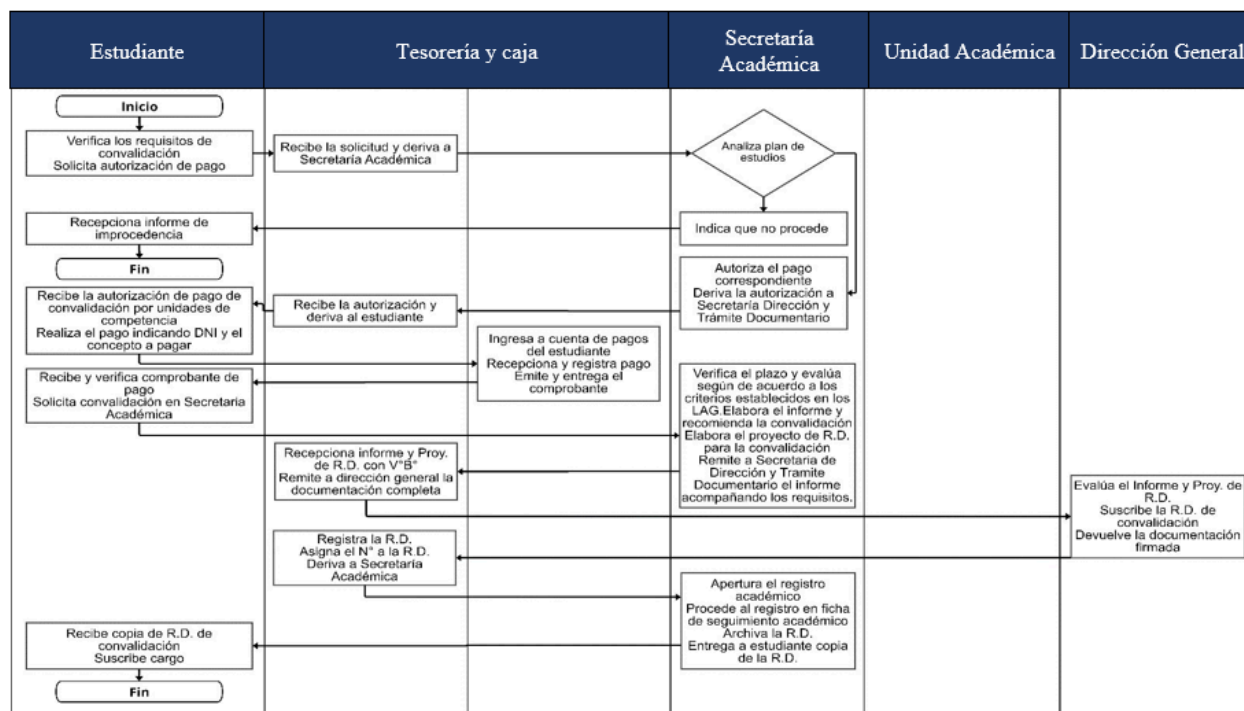 Estudiante
Tesorería y caja
Secretaría
Académica
Unidad Académica
Dirección General
Inicio
Verifica los requisitos de
convalidación
Solicita autorización de pago
Recibe la solicitud y deriva a
Secretaría Académica
Analiza plan de
estudios
Recepciona informe de
improcedencia
Indica que no procede
Fin
Autoriza el pago
correspondiente
Deriva la autorización a
Secretaría Dirección y
Trámite Documentario
Recibe la autorización de pago de
convalidación por unidades de
competencia
Realiza el pago indicando DNI y el
concepto a pagar
Recibe la autorización y
deriva al estudiante
Ingresa a cuenta de pagos
del estudiante
Recepciona y registra pago
Emite y entrega el
comprobante
Recibe y verifica comprobante de
pago
Solicita convalidación en Secretaría
Académica
Verifica el plazo y evalúa
según de acuerdo a los
criterios establecidos en los
LAG.Elabora el informe y
recomienda la convalidación
Elabora el proyecto de R.D.
para la convalidación
Remite a Secretaria de
Dirección y Tramite
Documentario el informe
acompañando los requisitos.
Recepciona informe y Proy.
de R.D. con V°B°
Remite a dirección general la
documentación completa
Evalúa el Informe y Proy. de
R.D.
Suscribe la R.D. de
convalidación
Devuelve la documentación
firmada
Registra la R.D.
Asigna el N° a la R.D.
Deriva a Secretaría
Académica
Apertura el registro
académico
Procede al registro en ficha
de seguimiento académico
Archiva la R.D.
Entrega a estudiante copia
de la R.D.
Recibe copia de R.D. de
convalidación
Suscribe cargo
Fin